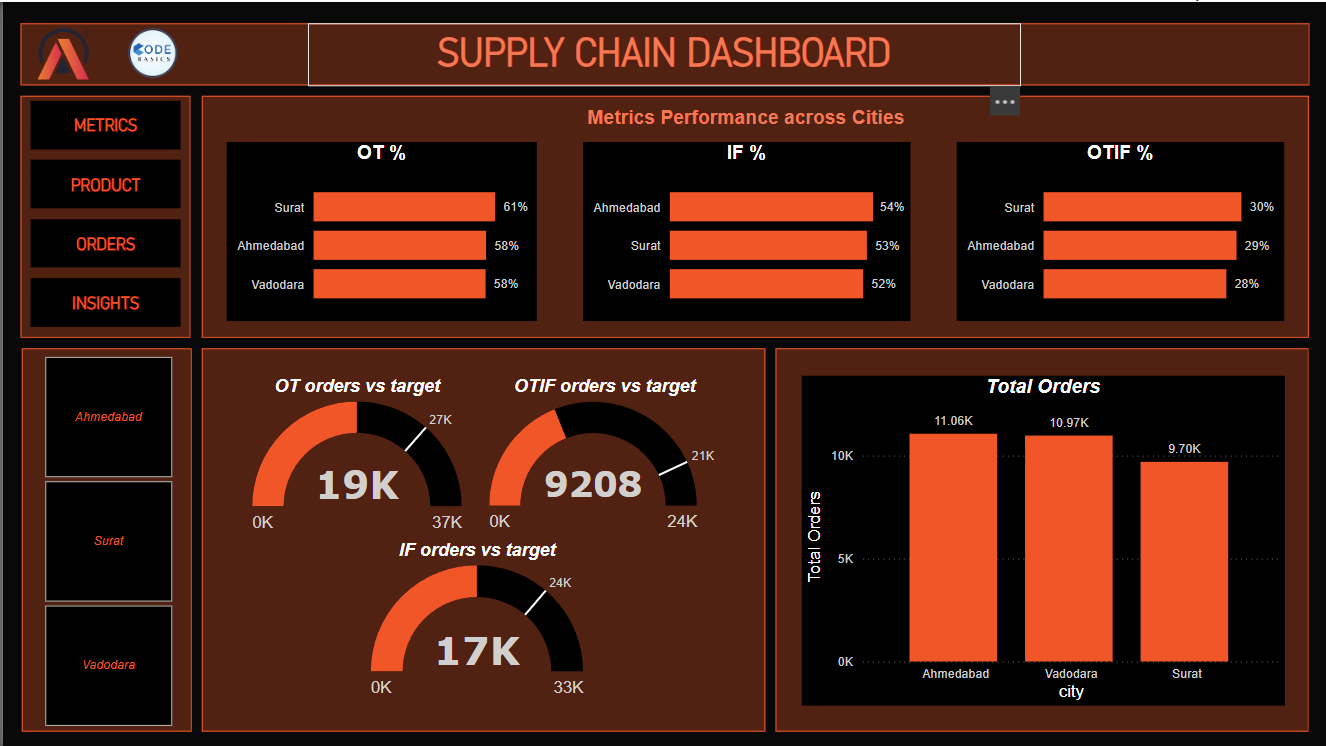 SUPPLY CHAIN DASHBOARD
CODE
BASICS
METRICS
PRODUCT
ORDERS
INSIGHTS
Metrics Performance across Cities
OT %
Surat 61%
Ahmedabad 58%
Vadodara 58%
IF %
Ahmedabad 54%
Surat 53%
Vadodara 52%
OTIF %
Surat 30%
Ahmedabad 29%
Vadodara 28%
Ahmedabad
Surat
Vadodara
OT orders vs target
27K
19K
0K 37K
OTIF orders vs target
21K
9208
0K 24K
IF orders vs target
24K
17K
0K 33K
Total Orders
11.06K 10.97K 9.70K
10K
5K
0K
Total Orders
Ahmedabad Vadodara Surat
city